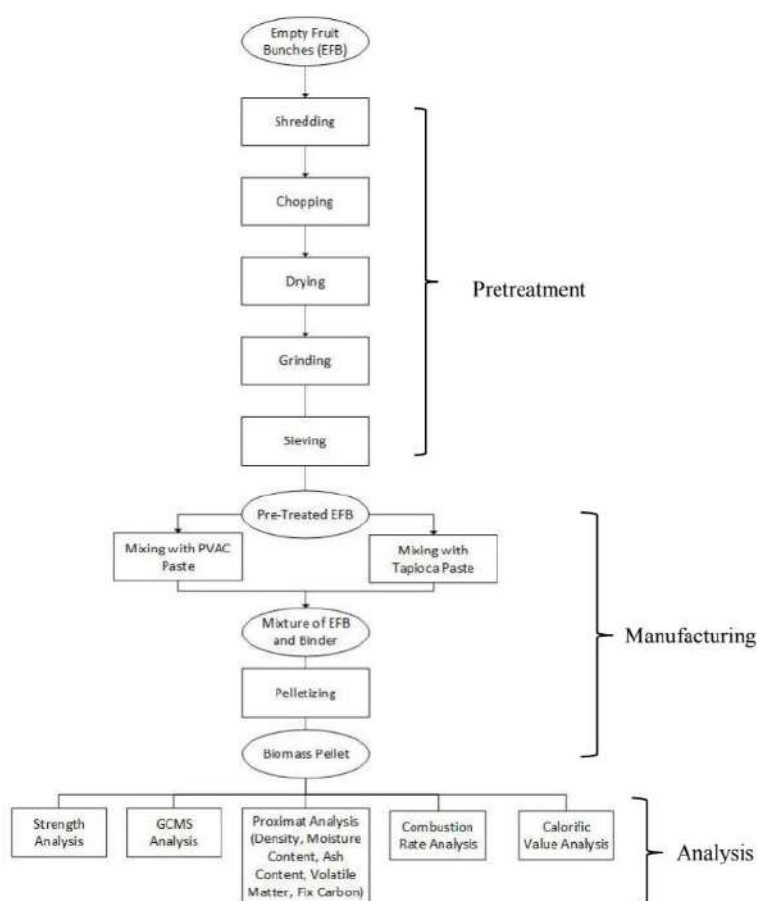 Empty Fruit
Bunches (EFB)
Shredding
Chopping
Drying
Pretreatment
Grinding
Sieving
Pre-Treated EFB
Mixing with PVAC
Paste
Mixing with
Tapioca Paste
Mixture of EFB
and Binder
Manufacturing
Pelletizing
Biomass Pellet
Strength
Analysis
GCMS
Analysis
Proximat Analysis
(Density, Moisture
Content, Ash
Content, Volatile
Matter, Fix Carbon)
Combustion
Rate Analysis
Calorific
Value Analysis
Analysis